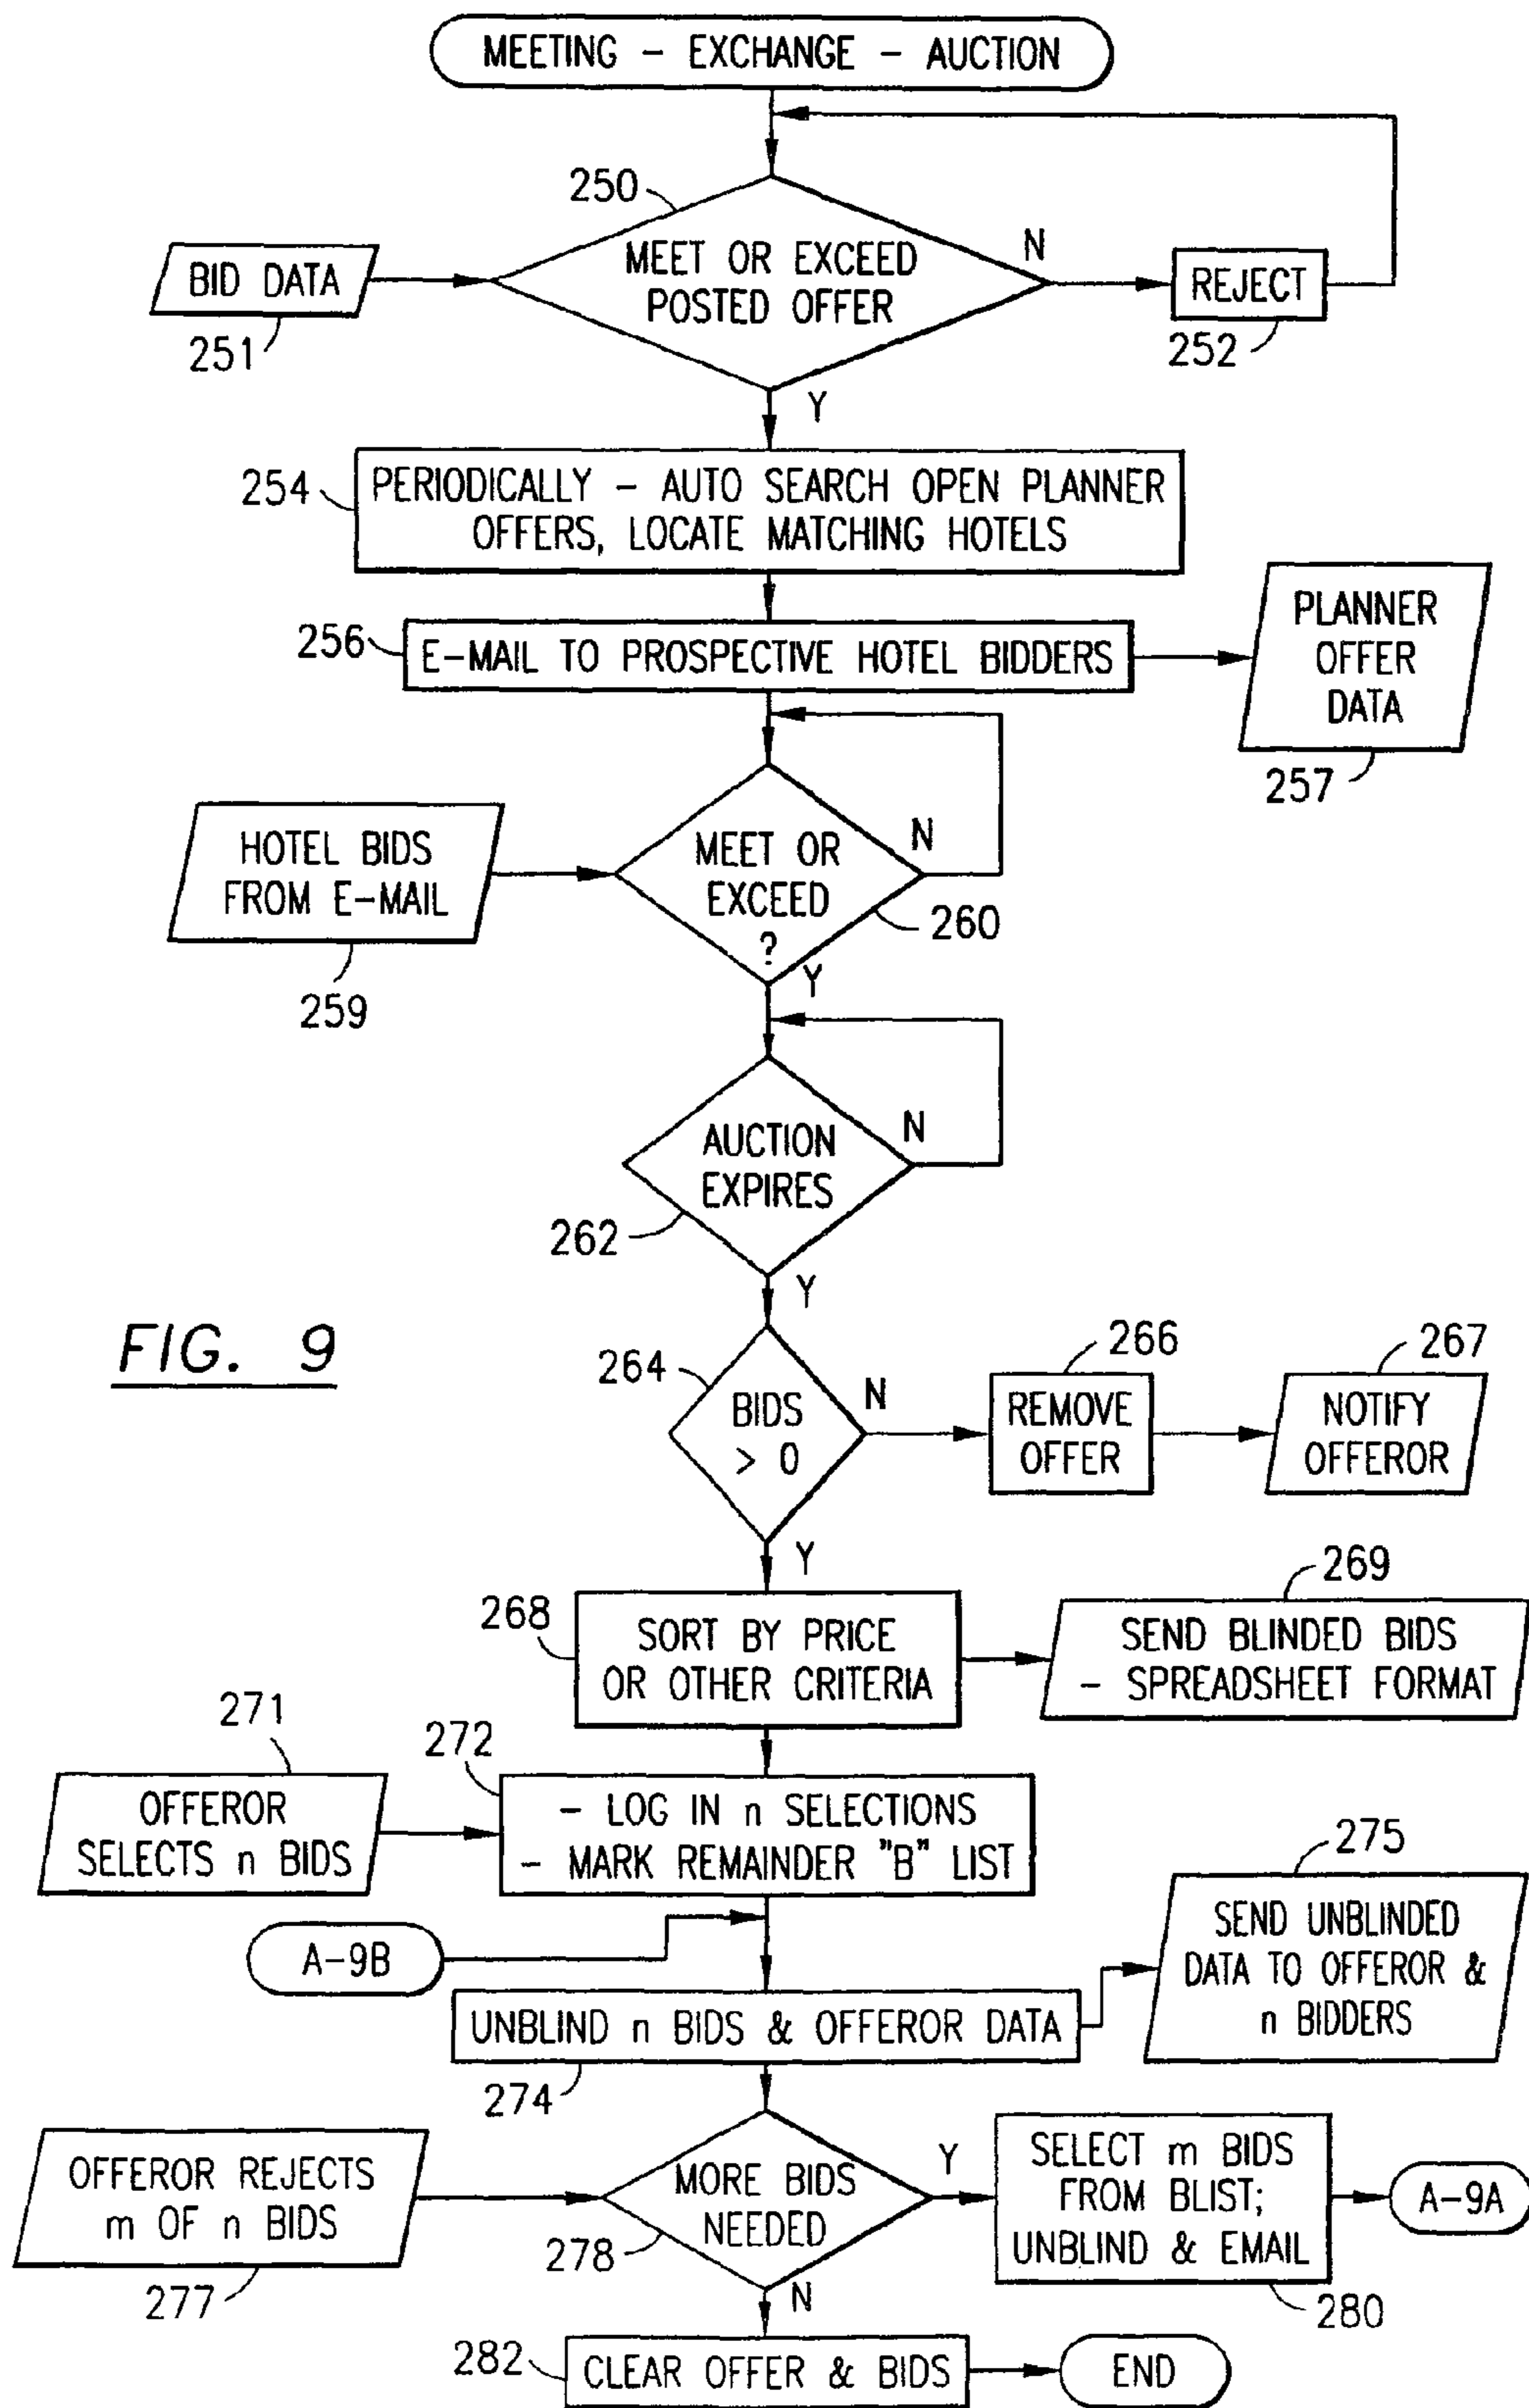 MEETING - EXCHANGE - AUCTION
250
BID DATA
251
MEET OR EXCEED
POSTED OFFER
N
REJECT
252
Y
254
PERIODICALLY - AUTO SEARCH OPEN PLANNER
OFFERS, LOCATE MATCHING HOTELS
256
E-MAIL TO PROSPECTIVE HOTEL BIDDERS
PLANNER
OFFER
DATA
257
HOTEL BIDS
FROM E-MAIL
259
MEET OR
EXCEED
?
N
260
Y
AUCTION
EXPIRES
N
262
Y
FIG. 9
264
BIDS
> 0
N
266
REMOVE
OFFER
267
NOTIFY
OFFEROR
Y
268
SORT BY PRICE
OR OTHER CRITERIA
269
SEND BLINDED BIDS
- SPREADSHEET FORMAT
271
OFFEROR
SELECTS n BIDS
272
- LOG IN n SELECTIONS
- MARK REMAINDER "B" LIST
A-9B
275
SEND UNBLINDED
DATA TO OFFEROR &
n BIDDERS
UNBLIND n BIDS & OFFEROR DATA
274
OFFEROR REJECTS
m OF n BIDS
277
MORE BIDS
NEEDED
278
Y
SELECT m BIDS
FROM BLIST;
UNBLIND & EMAIL
280
A-9A
N
282
CLEAR OFFER & BIDS
END